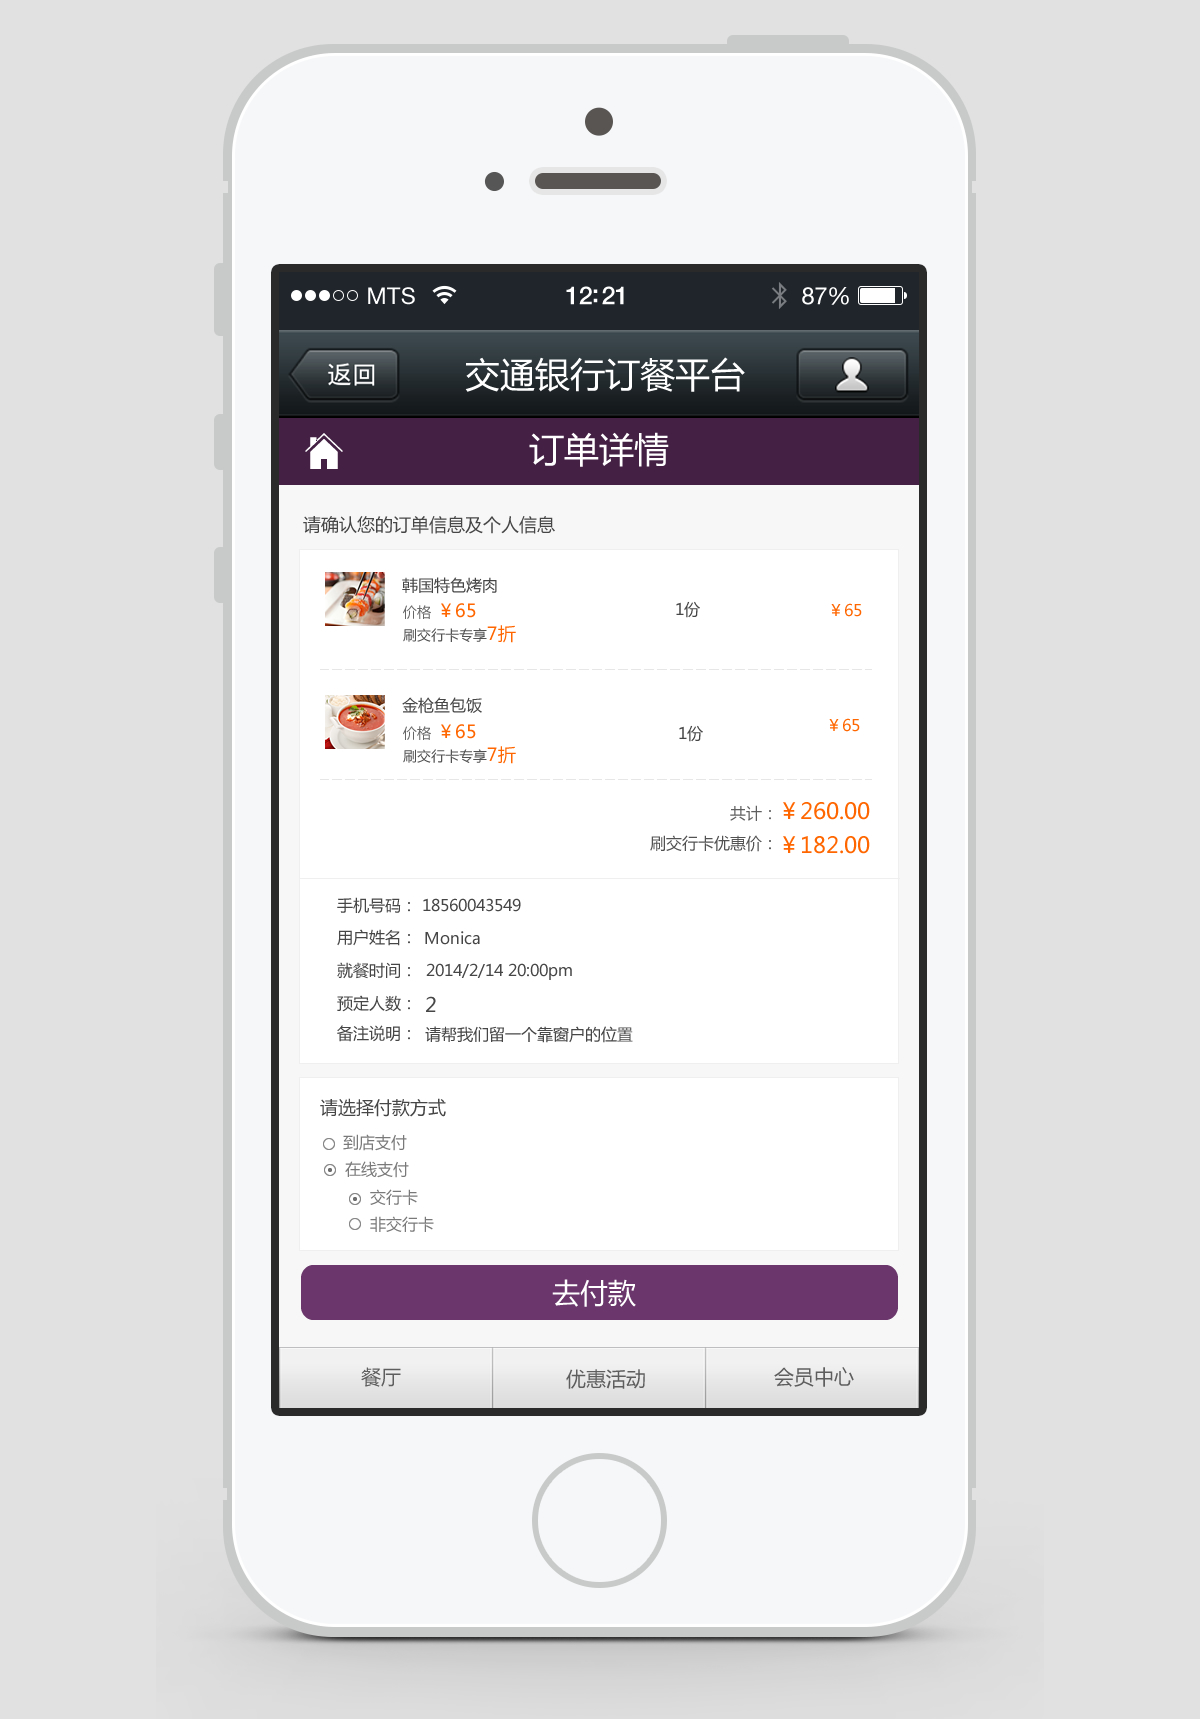 MTS 12:21 87%
返回 交通银行订餐平台
订单详情
请确认您的订单信息及个人信息
韩国特色烤肉
价格 ¥65 1份 ¥65
刷交行卡专享7折
金枪鱼包饭
价格 ¥65 1份 ¥65
刷交行卡专享7折
共计： ¥260.00
刷交行卡优惠价： ¥182.00
手机号码： 18560043549
用户姓名： Monica
就餐时间： 2014/2/14 20:00pm
预定人数： 2
备注说明： 请帮我们留一个靠窗户的位置
请选择付款方式
到店支付
在线支付
交行卡
非交行卡
去付款
餐厅 优惠活动 会员中心